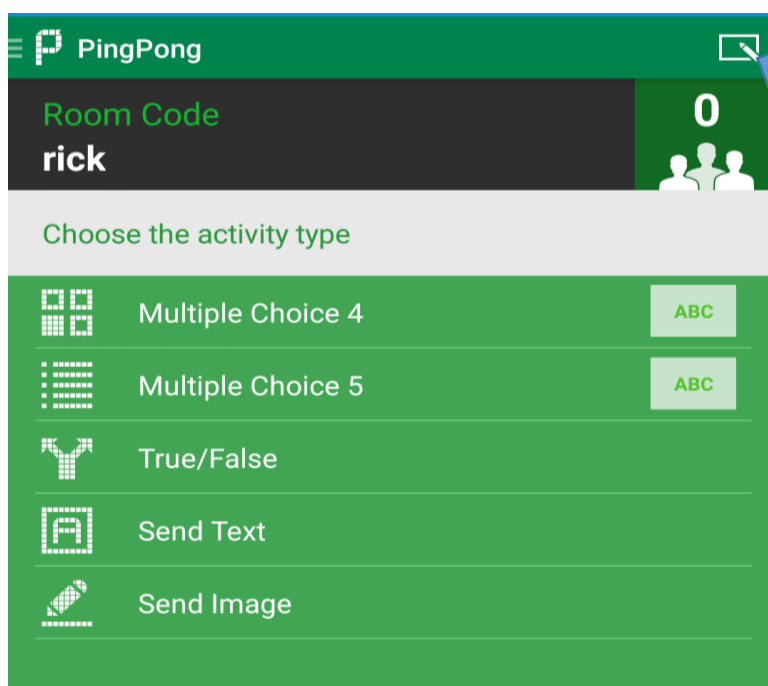 PingPong
Room Code
0
rick
Choose the activity type
Multiple Choice 4 ABC
Multiple Choice 5 ABC
True/False
Send Text
Send Image